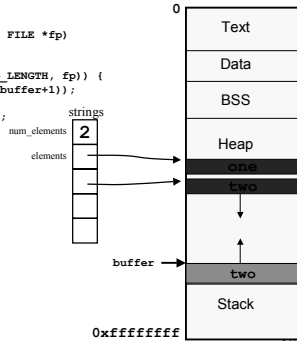 0
FILE *fp)
Text
_LENGTH, fp)) {
buffer+1));
Data
;
strings
BSS
num_elements 2
elements
Heap
one
two
buffer
two
Stack
0xffffffff